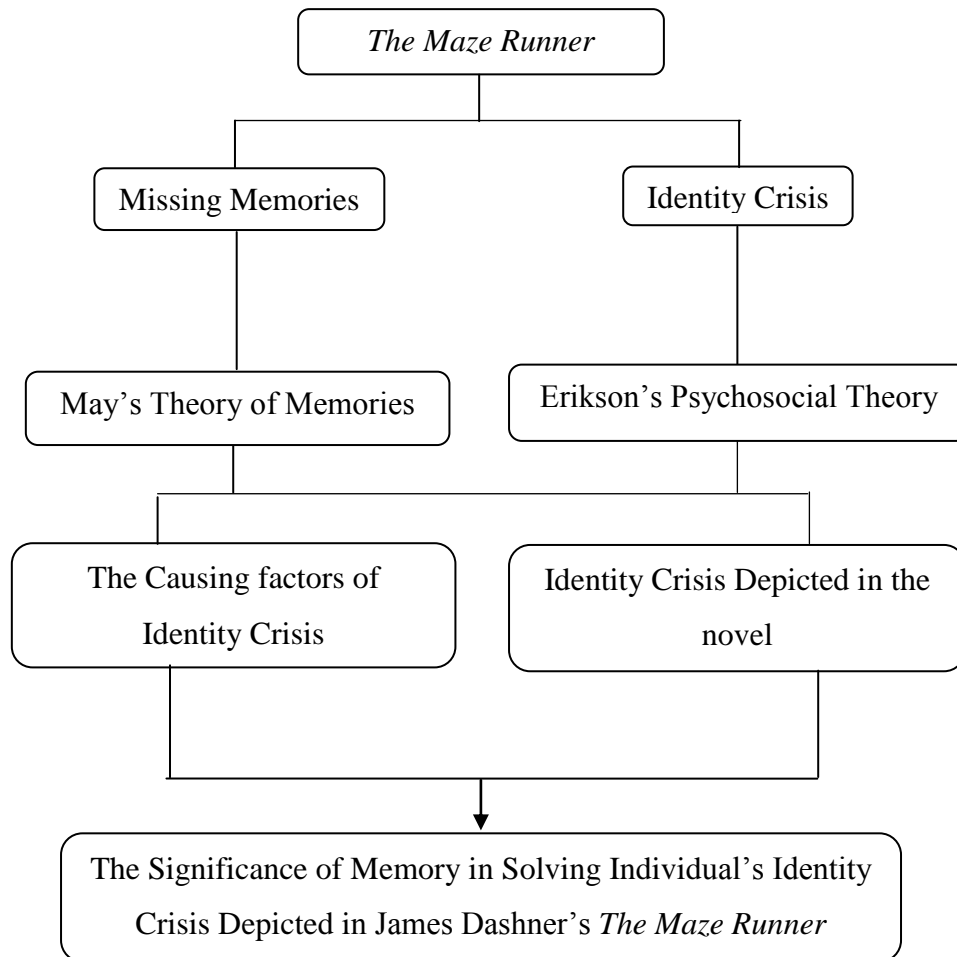 The Maze Runner
Missing Memories
Identity Crisis
May’s Theory of Memories
Erikson’s Psychosocial Theory
The Causing factors of
Identity Crisis
Identity Crisis Depicted in the
novel
The Significance of Memory in Solving Individual’s Identity
Crisis Depicted in James Dashner’s The Maze Runner